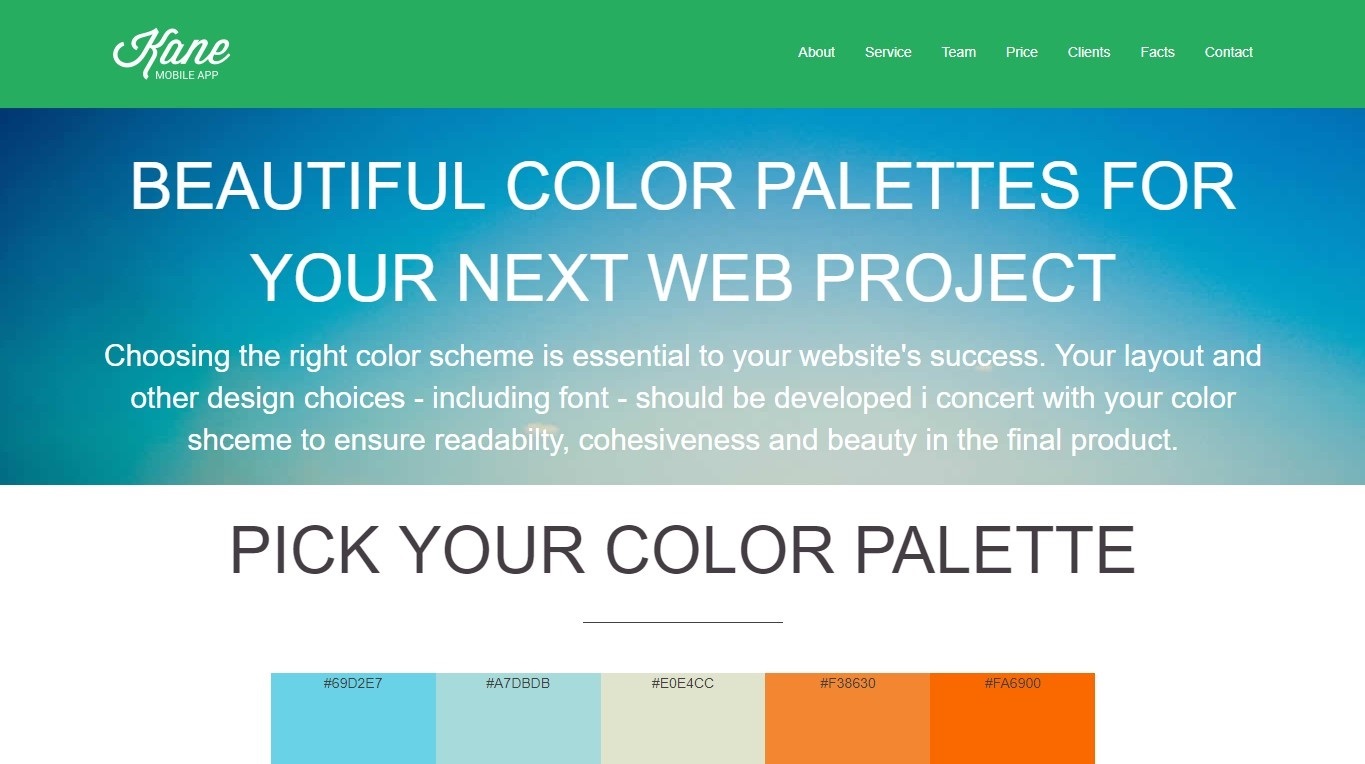 Kane
MOBILE APP
About Service Team Price Clients Facts Contact
BEAUTIFUL COLOR PALETTES FOR
YOUR NEXT WEB PROJECT
Choosing the right color scheme is essential to your website's success. Your layout and
other design choices - including font - should be developed i concert with your color
shceme to ensure readabilty, cohesiveness and beauty in the final product.
PICK YOUR COLOR PALETTE
#69D2E7 #A7DBDB #E0E4CC #F38630 #FA6900